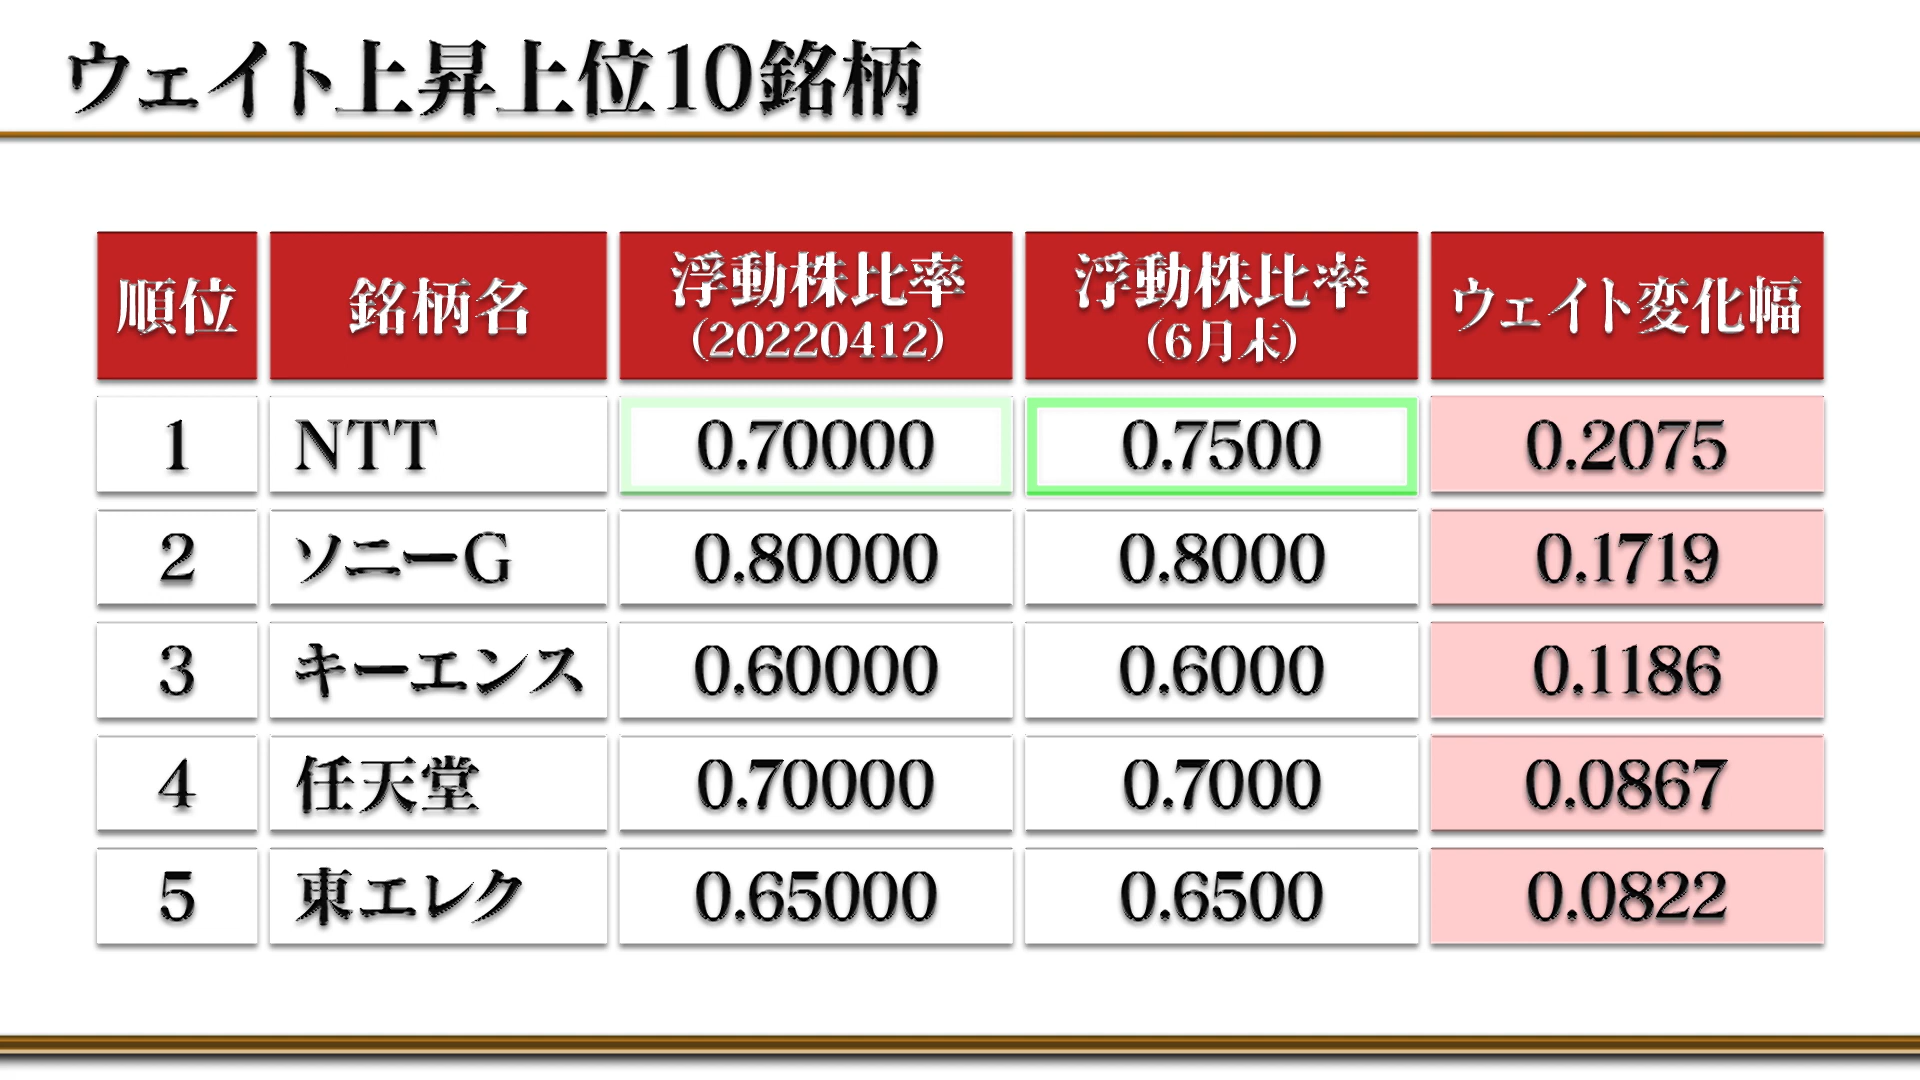 ウェイト上昇上位10銘柄
順位 銘柄名 浮動株比率 (20220412) 浮動株比率 (6月末) ウェイト変化幅
1 NTT 0.70000 0.7500 0.2075
2 ソニーG 0.80000 0.8000 0.1719
3 キーエンス 0.60000 0.6000 0.1186
4 任天堂 0.70000 0.7000 0.0867
5 東エレク 0.65000 0.6500 0.0822